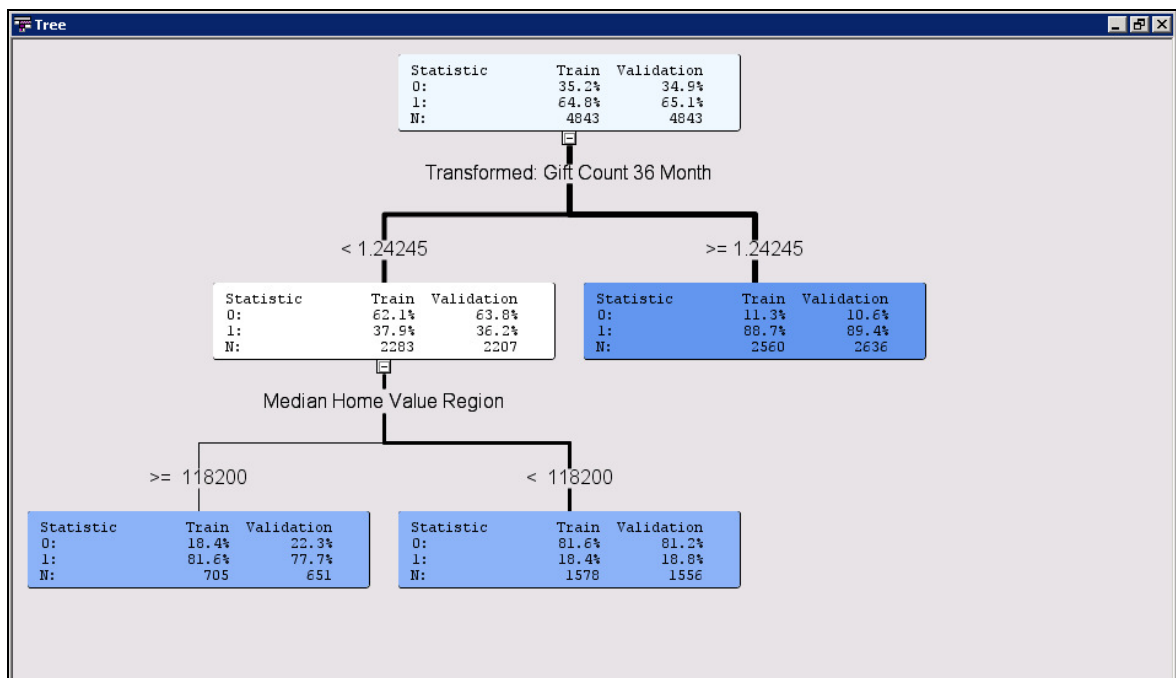 Tree
Statistic Train Validation
0: 35.2% 34.9%
1: 64.8% 65.1%
N: 4843 4843
Transformed: Gift Count 36 Month
< 1.24245 >= 1.24245
Statistic Train Validation
0: 62.1% 63.8%
1: 37.9% 36.2%
N: 2283 2207
Statistic Train Validation
0: 11.3% 10.6%
1: 88.7% 89.4%
N: 2560 2636
Median Home Value Region
>= 118200 < 118200
Statistic Train Validation
0: 18.4% 22.3%
1: 81.6% 77.7%
N: 705 651
Statistic Train Validation
0: 81.6% 81.2%
1: 18.4% 18.8%
N: 1578 1556